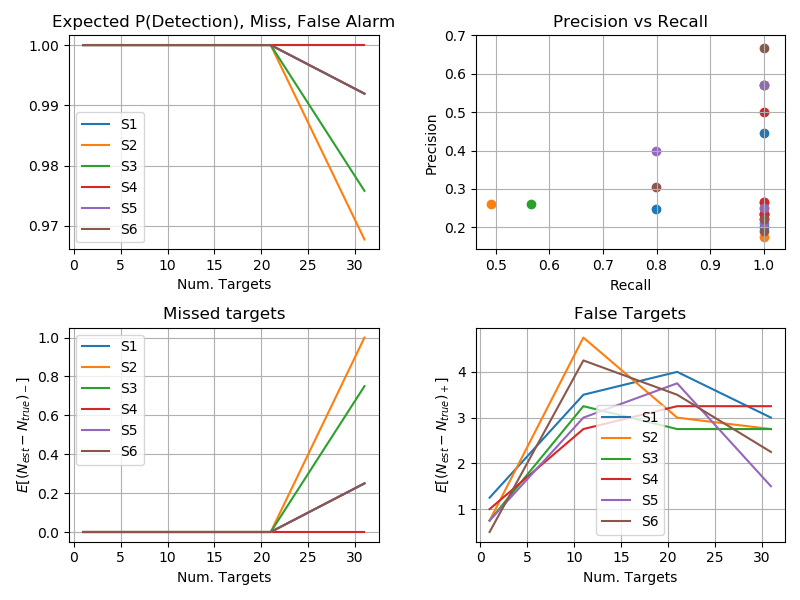 Expected P(Detection), Miss, False Alarm
1.00
0.99
0.98
0.97
S1
S2
S3
S4
S5
S6
0 5 10 15 20 25 30
Num. Targets
Precision vs Recall
Precision
0.7
0.6
0.5
0.4
0.3
0.2
0.5 0.6 0.7 0.8 0.9 1.0
Recall
Missed targets
E[(N_est − N_true)_−]
1.0
0.8
0.6
0.4
0.2
0.0
S1
S2
S3
S4
S5
S6
0 5 10 15 20 25 30
Num. Targets
False Targets
E[(N_est − N_true)_+]
4
3
2
1
S1
S2
S3
S4
S5
S6
0 5 10 15 20 25 30
Num. Targets